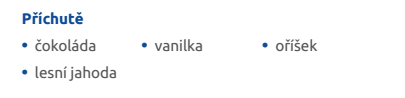 Příchutě
• čokoláda • vanilka • oříšek
• lesní jahoda